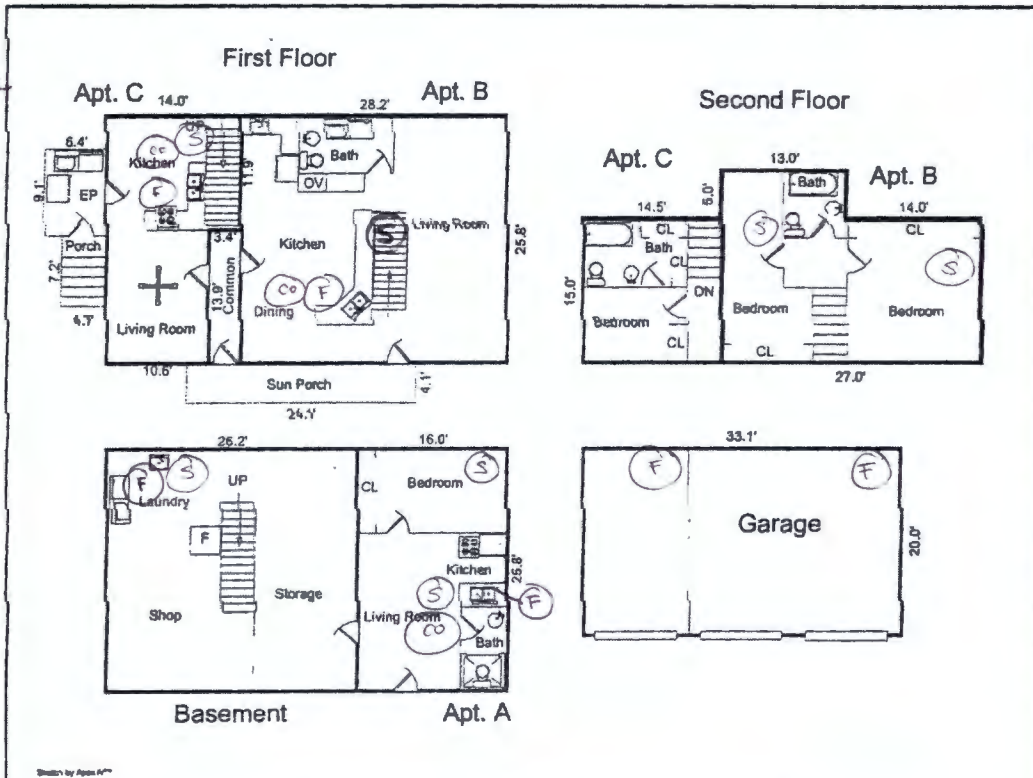 First Floor
Apt. C
14.0'
28.2'
Apt. B
UP
CO
S
Kitchen
F
6.4'
9.1'
EP
11.9'
Bath
OV
Porch
7.2'
4.7'
3.4'
Common
13.9'
Kitchen
S
Living Room
25.8'
CO
F
Dining
Living Room
10.6'
Sun Porch
4.1'
24.1'
Second Floor
Apt. C
13.0'
Apt. B
Bath
14.5'
5.0'
14.0'
CL
S
CL
Bath
CL
S
15.0'
DN
Bedroom
Bedroom
Bedroom
CL
CL
27.0'
26.2'
16.0'
F
S
UP
Laundry
CL
Bedroom
S
F
Kitchen
25.8'
Storage
S
F
Shop
Living Room
CO
Bath
Basement
Apt. A
33.1'
F
F
Garage
20.0'